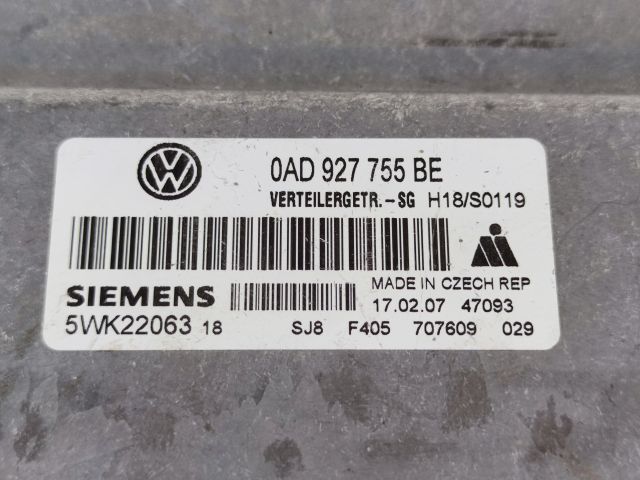 0AD 927 755 BE
VERTEILERGETR.-SG H18/S0119
MADE IN CZECH REP
SIEMENS 17.02.07 47093
5WK22063 18 SJ8 F405 707609 029